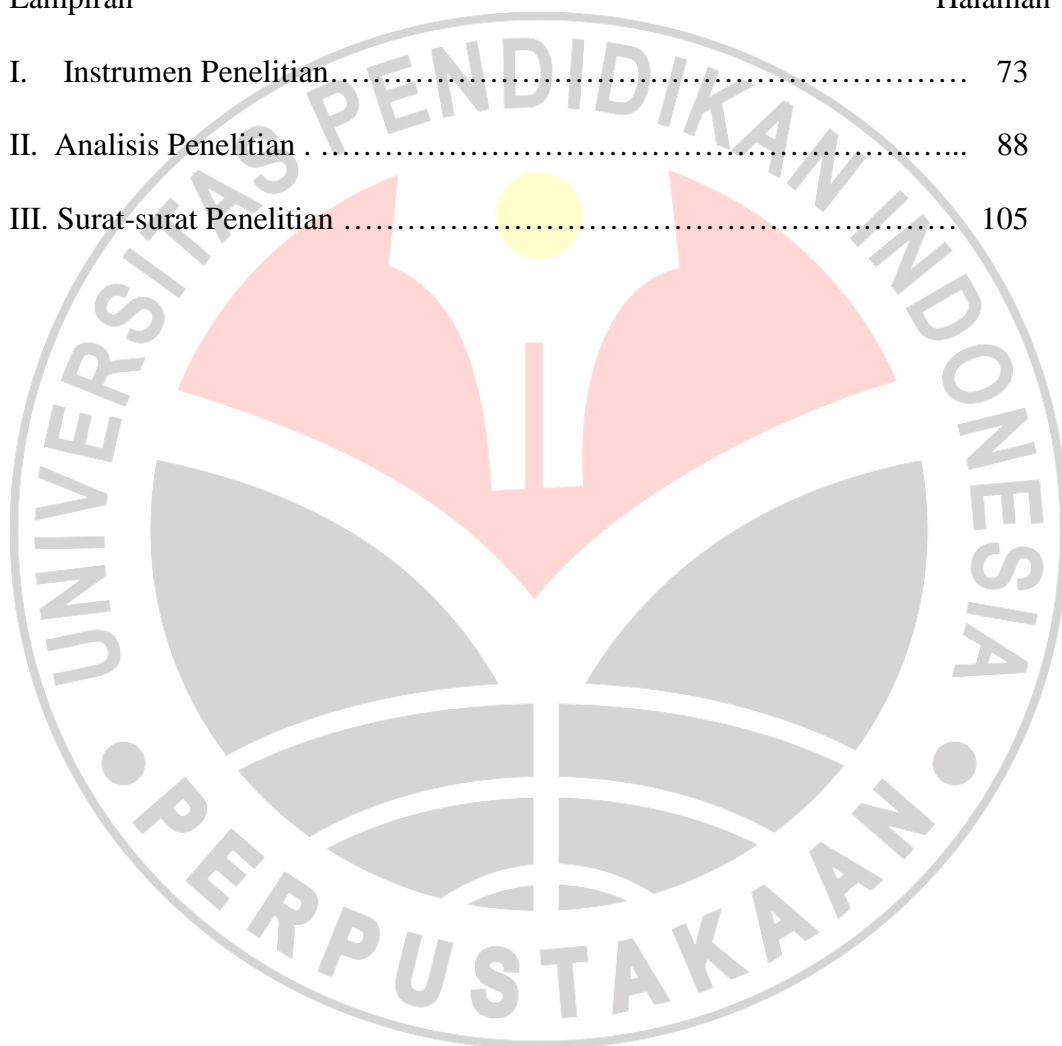 Lampiran Halaman
I. Instrumen Penelitian…………………………………………………… 73
II. Analisis Penelitian . ……………………………………………….…... 88
III. Surat-surat Penelitian ………………………………………….……… 105
UNIVERSITAS PENDIDIKAN INDONESIA
● PERPUSTAKAAN ●